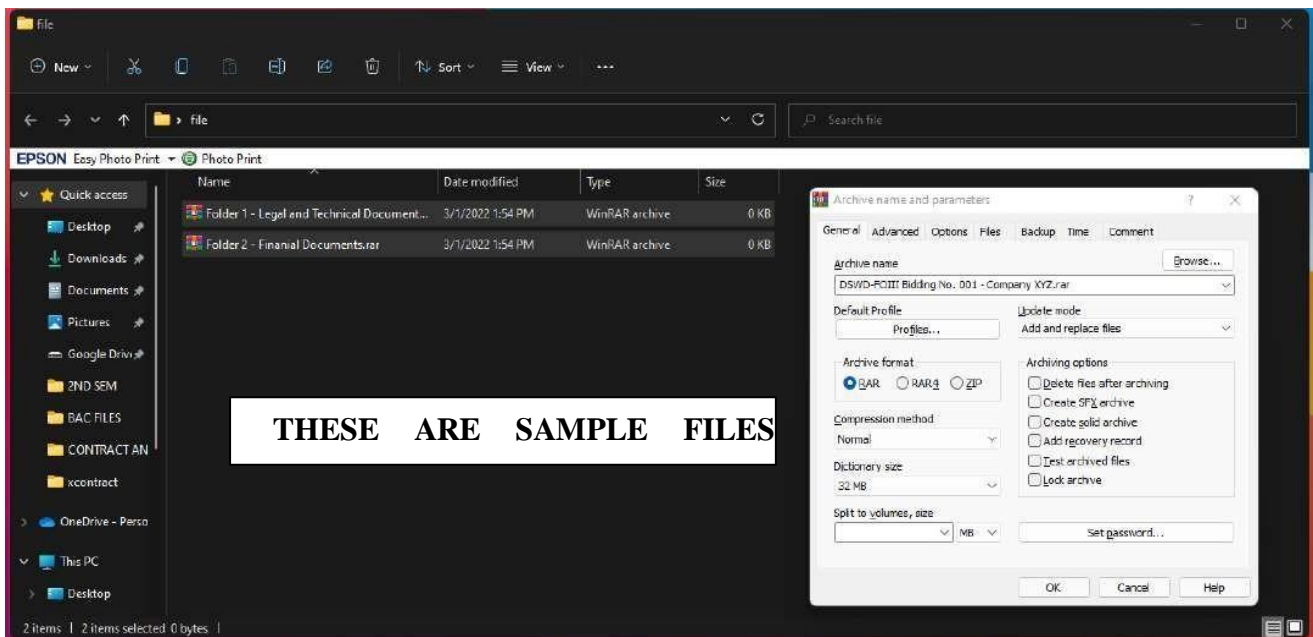 file
New
Sort
View
...
file
Search file
EPSON Easy Photo Print
Photo Print
Name Date modified Type Size
Quick access
Desktop
Downloads
Documents
Pictures
Google Driv
2ND SEM
BAC FILES
CONTRACT AN
xcontract
OneDrive - Perso
This PC
Desktop
Folder 1 - Legal and Technical Document... 3/1/2022 1:54 PM WinRAR archive 0 KB
Folder 2 - Finanial Documents.rar 3/1/2022 1:54 PM WinRAR archive 0 KB
THESE ARE SAMPLE FILES
Archive name and parameters ?
General Advanced Options Files Backup Time Comment
Archive name
Browse...
DSWD-FOIII Bidding No. 001 - Company XYZ.rar
Default Profile
Profiles...
Update mode
Add and replace files
Archive format
RAR RAR4 ZIP
Compression method
Normal
Dictionary size
32 MB
Split to volumes, size
MB
Archiving options
Delete files after archiving
Create SFX archive
Create solid archive
Add recovery record
Test archived files
Lock archive
Set password...
OK Cancel Help
2 items 2 items selected 0 bytes